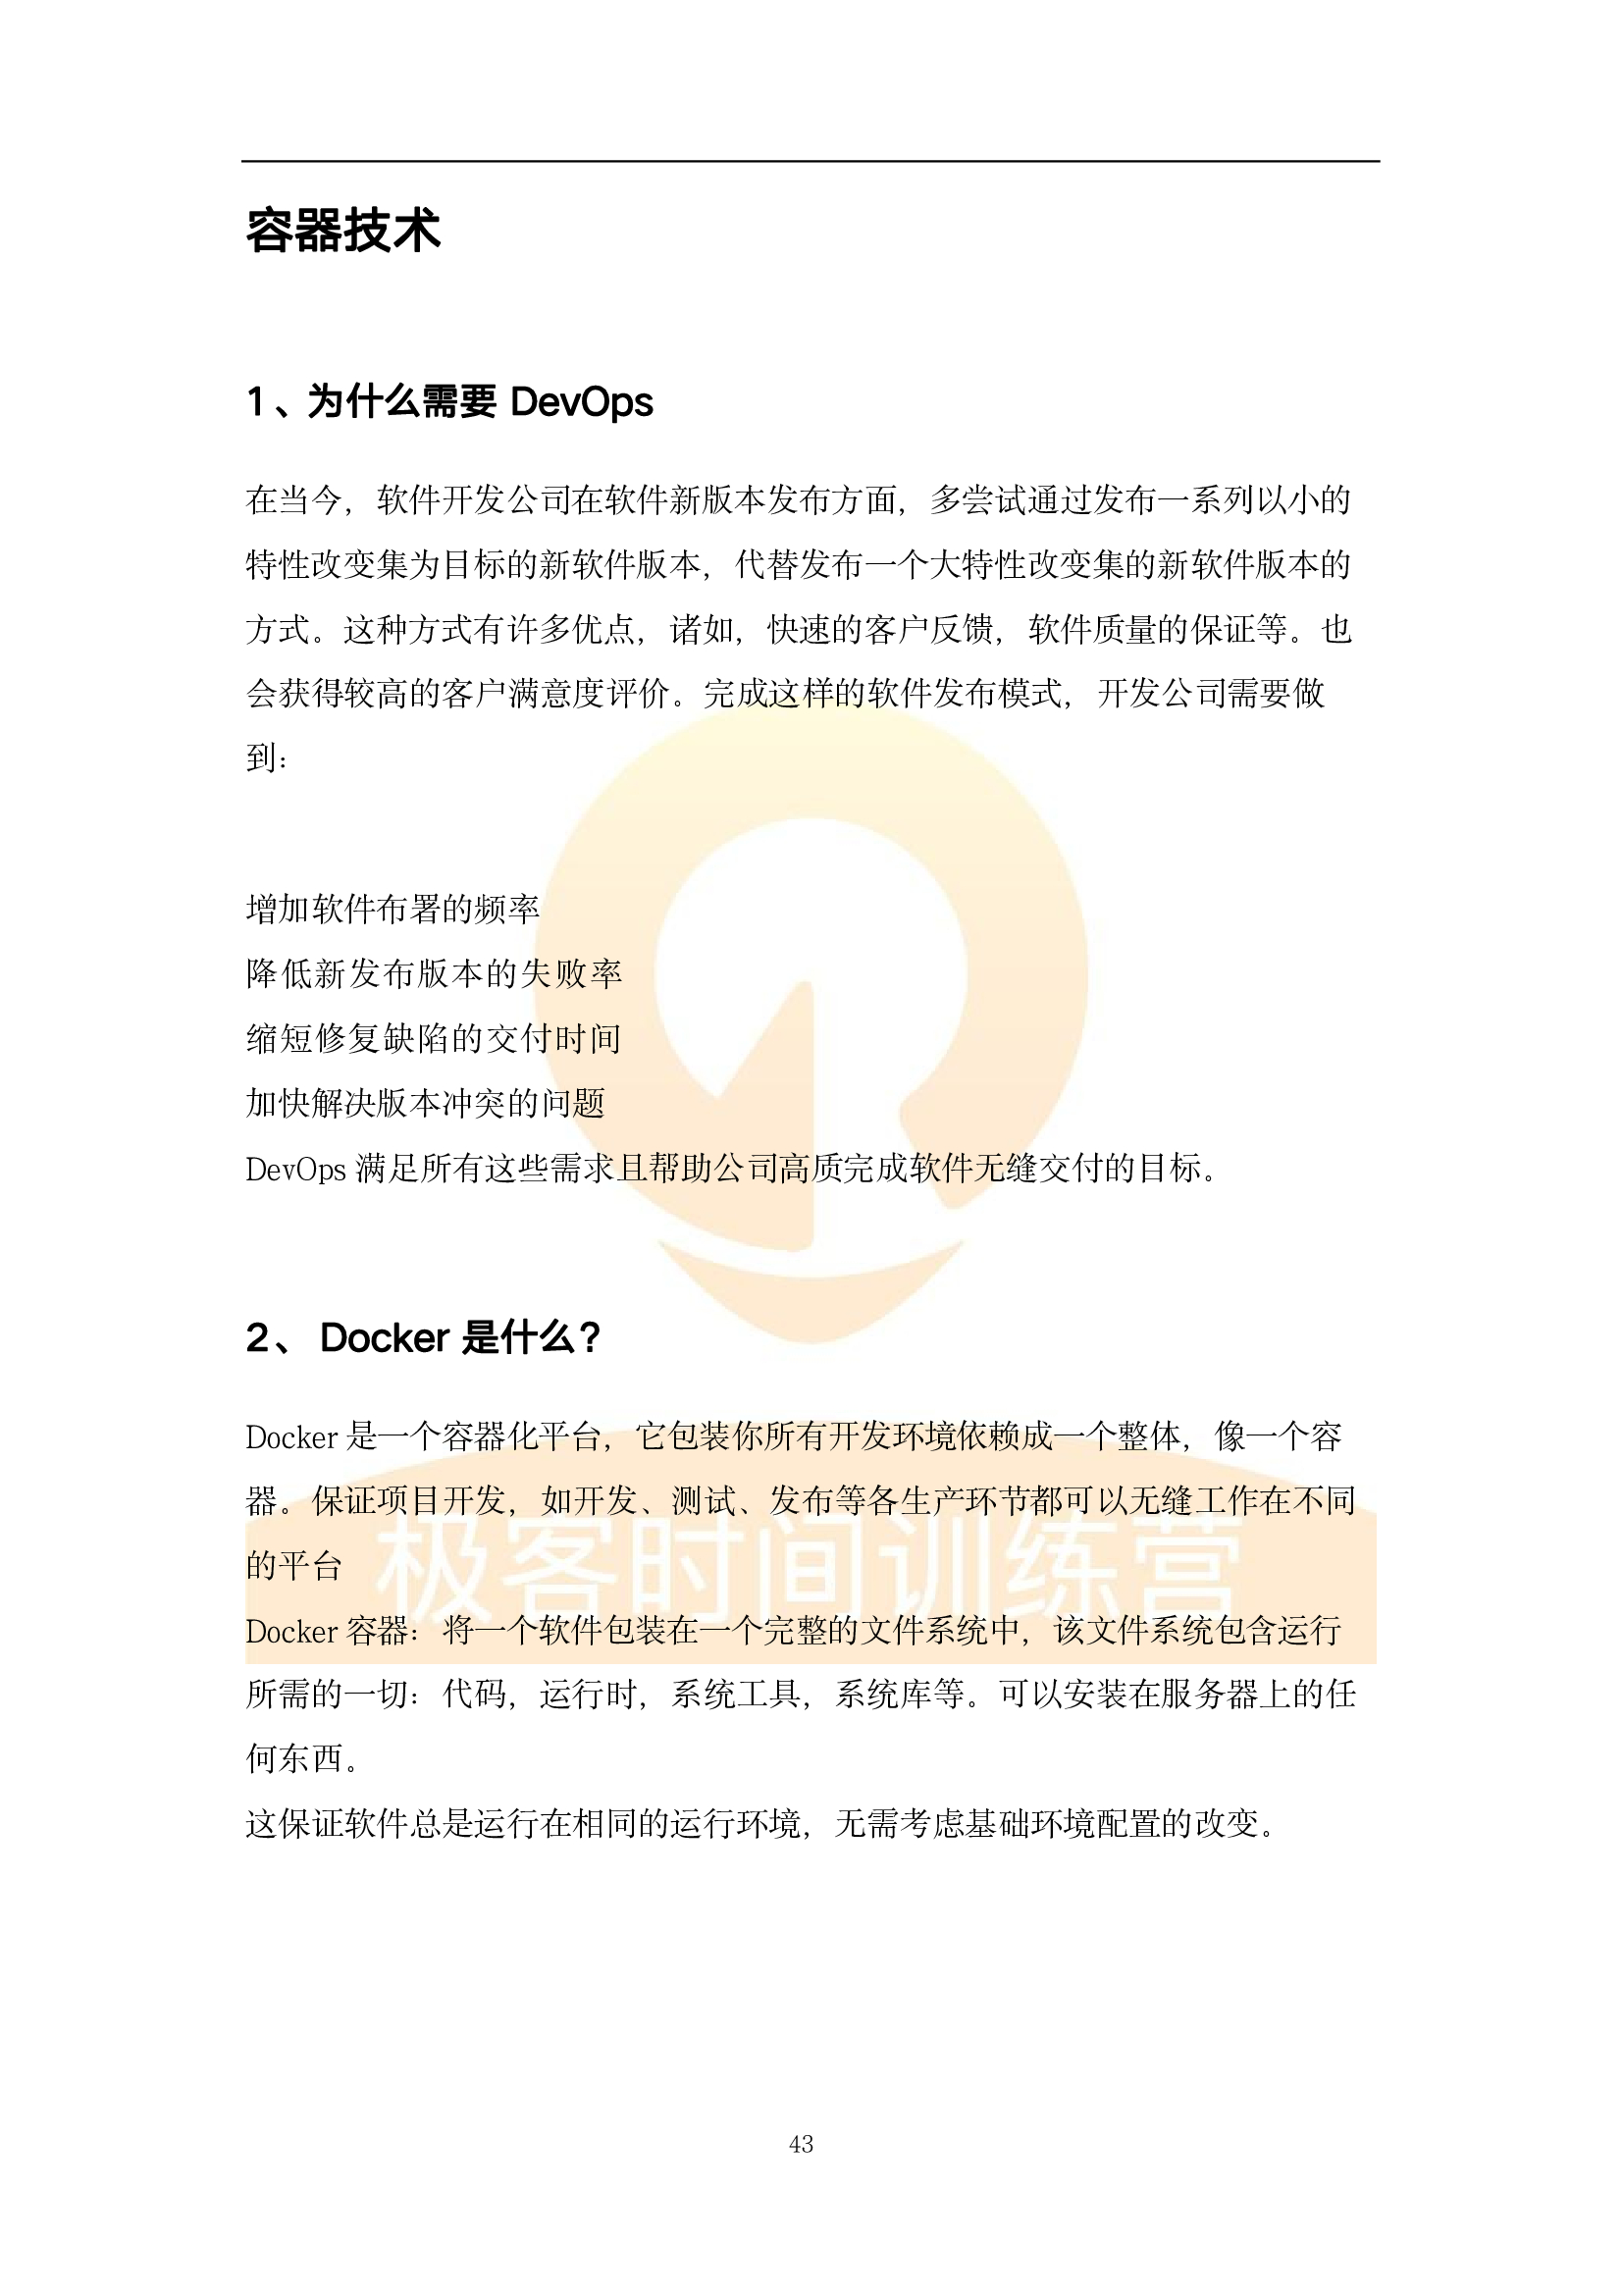 容器技术
1、为什么需要 DevOps
在当今，软件开发公司在软件新版本发布方面，多尝试通过发布一系列以小的
特性改变集为目标的新软件版本，代替发布一个大特性改变集的新软件版本的
方式。这种方式有许多优点，诸如，快速的客户反馈，软件质量的保证等。也
会获得较高的客户满意度评价。完成这样的软件发布模式，开发公司需要做
到：
增加软件布署的频率
降低新发布版本的失败率
缩短修复缺陷的交付时间
加快解决版本冲突的问题
DevOps 满足所有这些需求且帮助公司高质完成软件无缝交付的目标。
2、 Docker 是什么？
Docker 是一个容器化平台，它包装你所有开发环境依赖成一个整体，像一个容
器。保证项目开发，如开发、测试、发布等各生产环节都可以无缝工作在不同
的平台
极客时间训练营
Docker 容器：将一个软件包装在一个完整的文件系统中，该文件系统包含运行
所需的一切：代码，运行时，系统工具，系统库等。可以安装在服务器上的任
何东西。
这保证软件总是运行在相同的运行环境，无需考虑基础环境配置的改变。
43